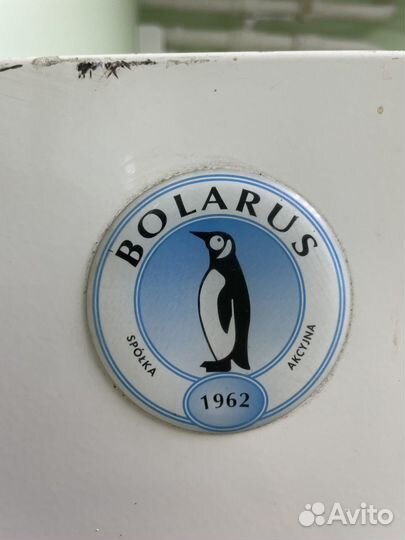 BOLARUS
SPÓŁKA
AKCYJNA
1962
Avito